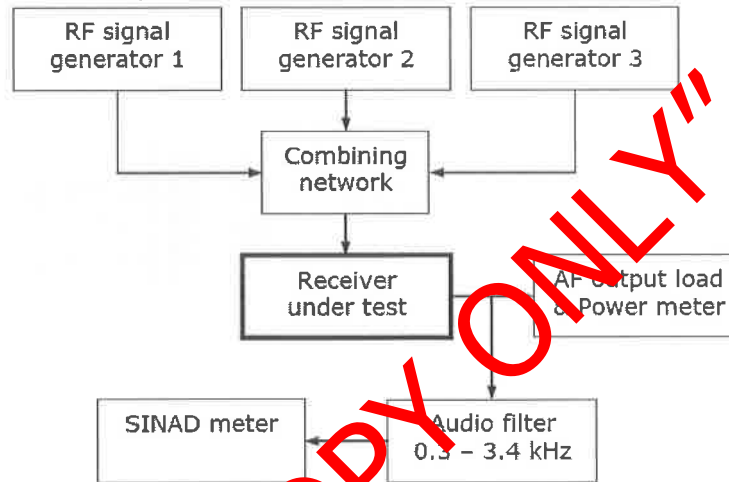 RF signal
generator 1
RF signal
generator 2
RF signal
generator 3
Combining
network
Receiver
under test
AF output load
& Power meter
SINAD meter
Audio filter
0.3 – 3.4 kHz
OPY ONLY”